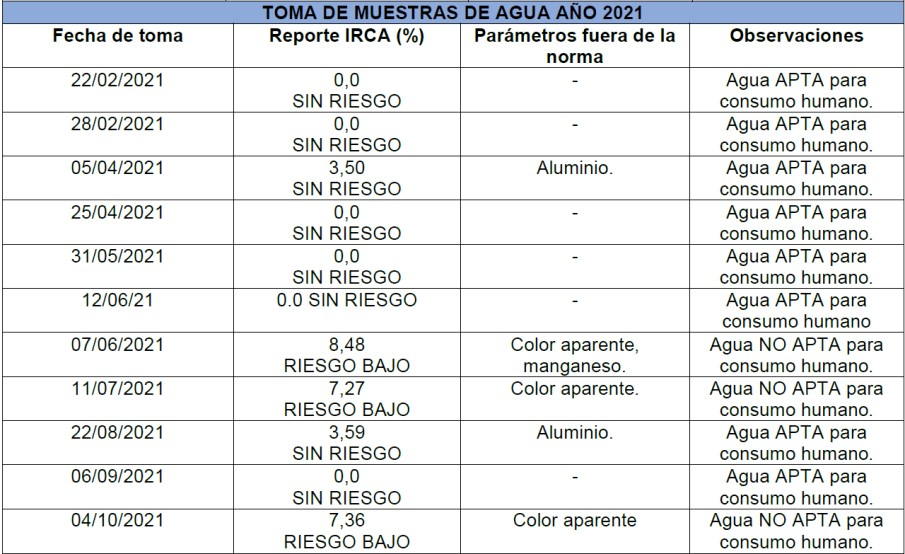 TOMA DE MUESTRAS DE AGUA AÑO 2021
Fecha de toma | Reporte IRCA (%) | Parámetros fuera de la norma | Observaciones
22/02/2021 | 0,0 SIN RIESGO | - | Agua APTA para consumo humano.
28/02/2021 | 0,0 SIN RIESGO | - | Agua APTA para consumo humano.
05/04/2021 | 3,50 SIN RIESGO | Aluminio. | Agua APTA para consumo humano.
25/04/2021 | 0,0 SIN RIESGO | - | Agua APTA para consumo humano.
31/05/2021 | 0,0 SIN RIESGO | - | Agua APTA para consumo humano.
12/06/21 | 0.0 SIN RIESGO | - | Agua APTA para consumo humano
07/06/2021 | 8,48 RIESGO BAJO | Color aparente, manganeso. | Agua NO APTA para consumo humano.
11/07/2021 | 7,27 RIESGO BAJO | Color aparente. | Agua NO APTA para consumo humano.
22/08/2021 | 3,59 SIN RIESGO | Aluminio. | Agua APTA para consumo humano.
06/09/2021 | 0,0 SIN RIESGO | - | Agua APTA para consumo humano.
04/10/2021 | 7,36 RIESGO BAJO | Color aparente | Agua NO APTA para consumo humano.